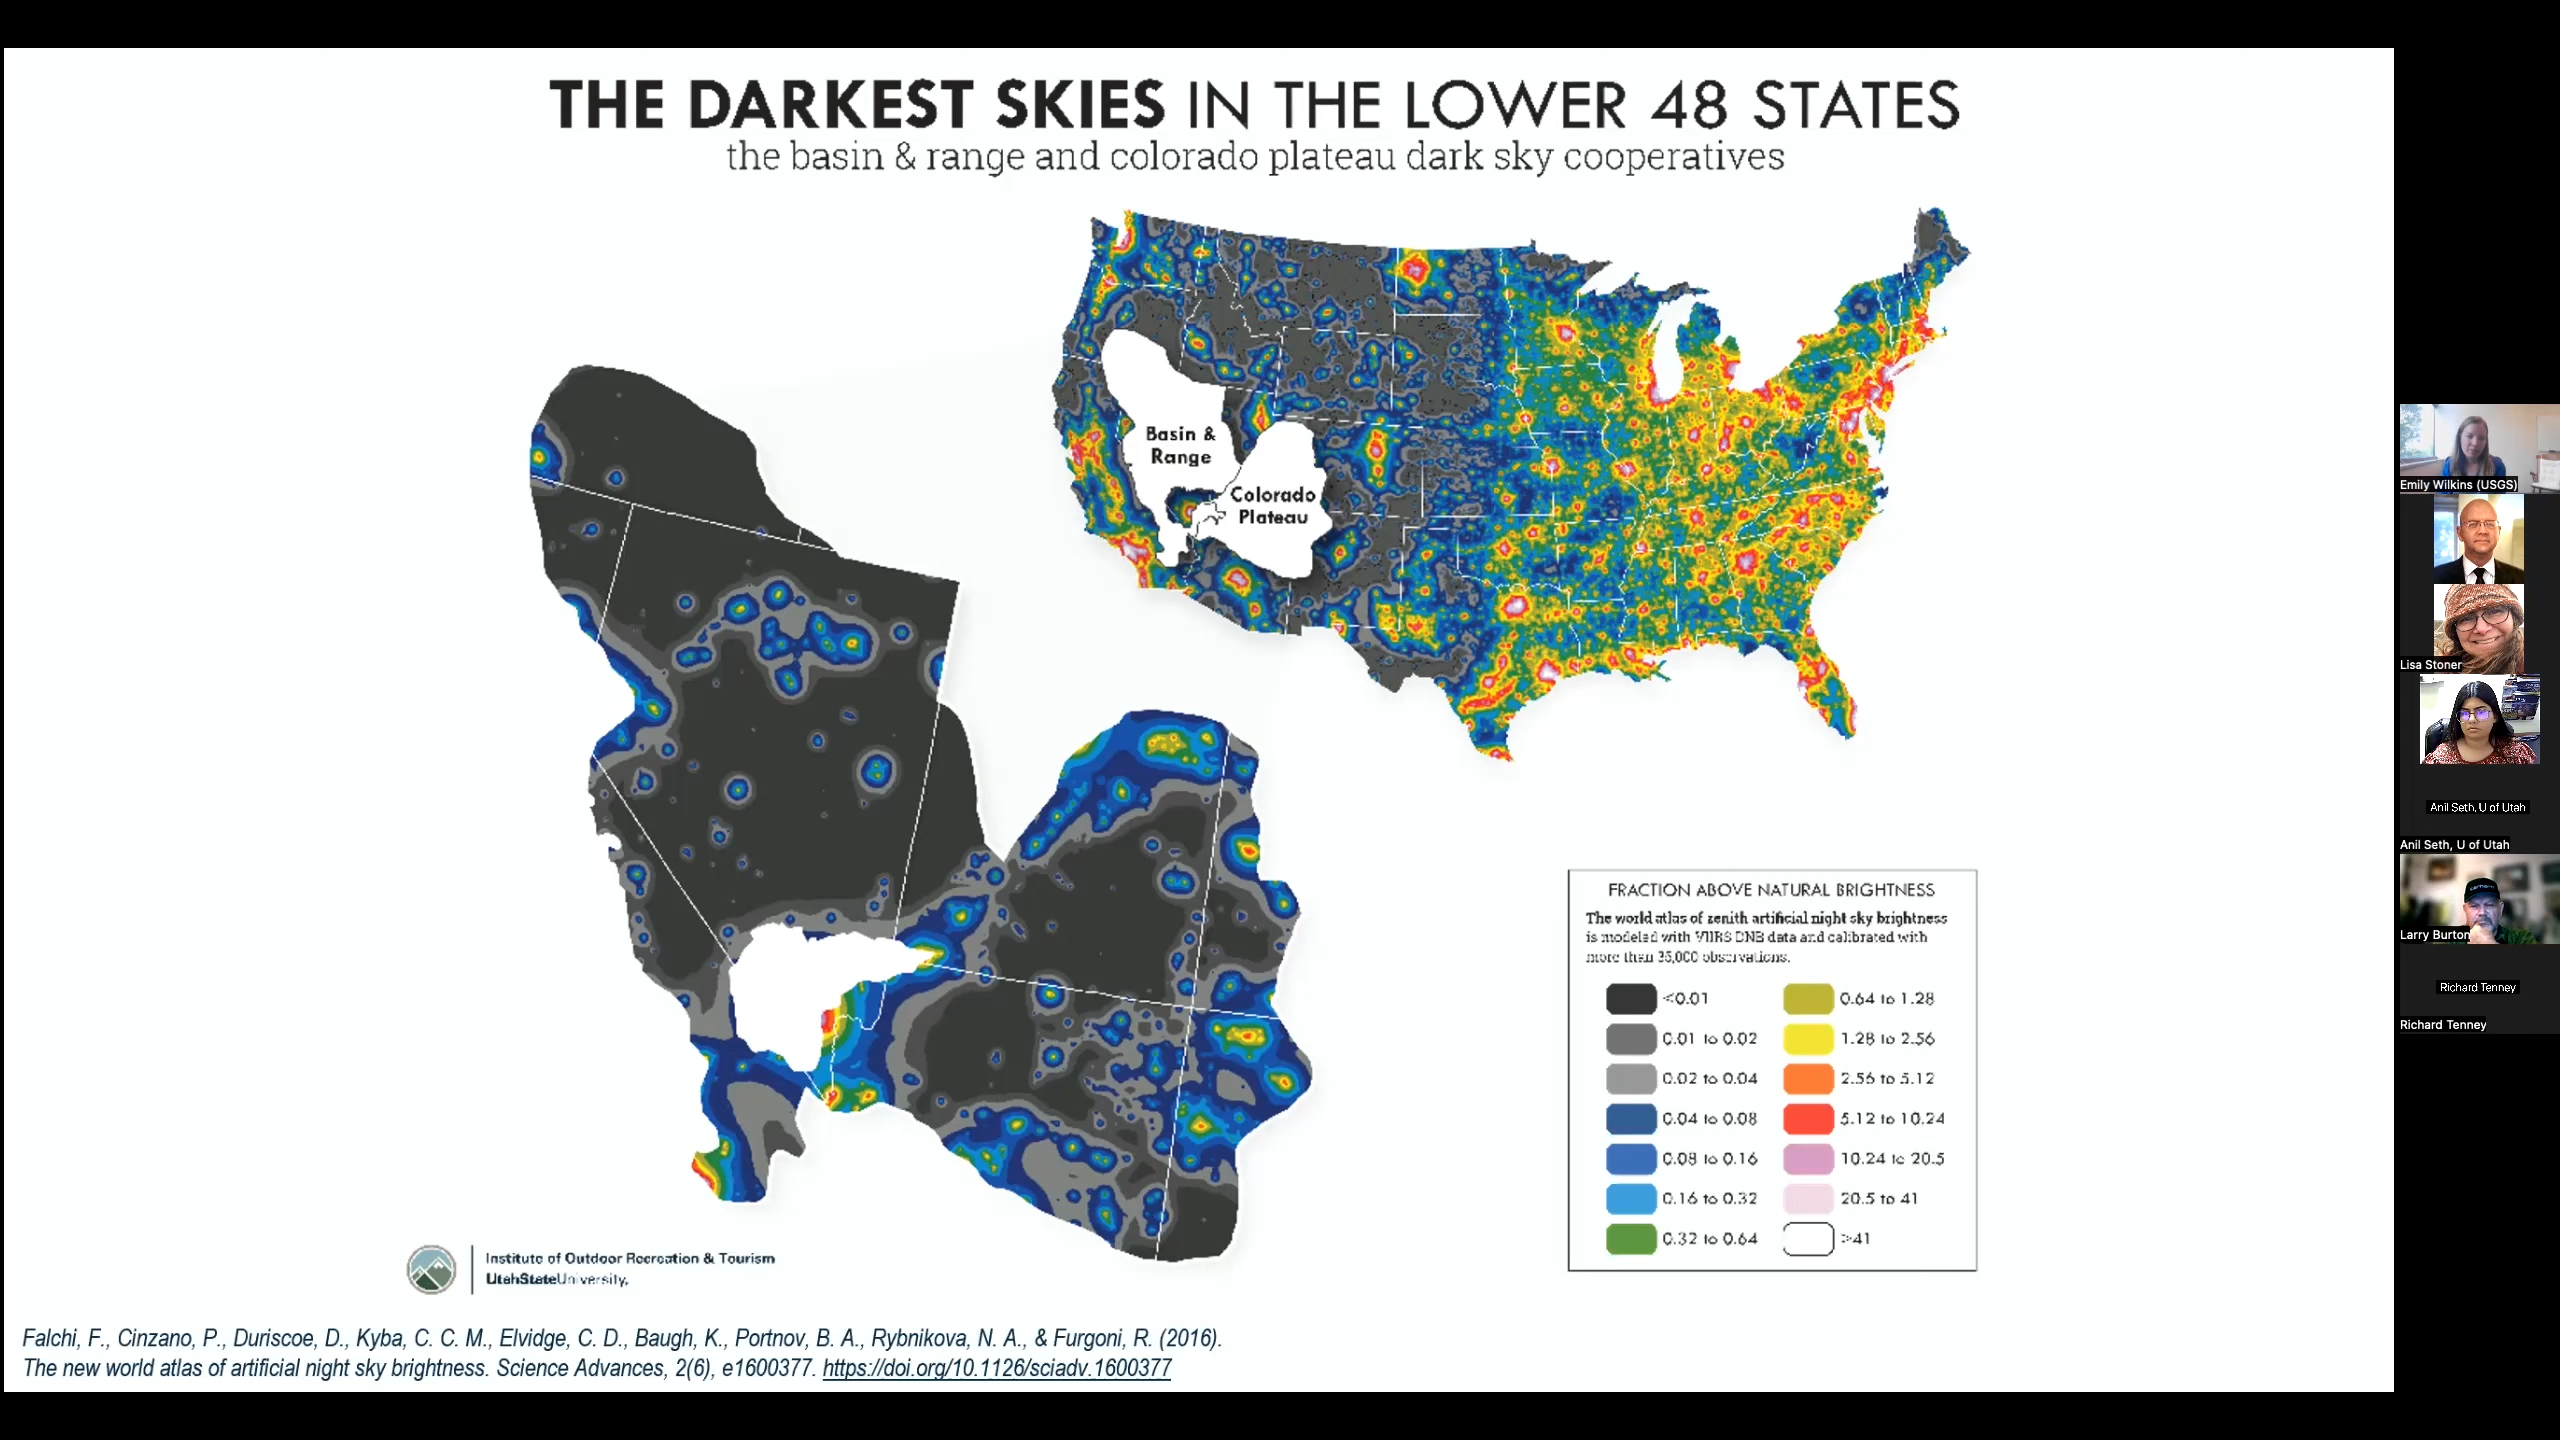 THE DARKEST SKIES IN THE LOWER 48 STATES
the basin & range and colorado plateau dark sky cooperatives
Basin &
Range
Colorado
Plateau
FRACTION ABOVE NATURAL BRIGHTNESS
The world atlas of zenith artificial night sky brightness
is modeled with VIIRS DNB data and calibrated with
more than 35,000 observations.
<0.01
0.01 to 0.02
0.02 to 0.04
0.04 to 0.08
0.08 to 0.16
0.16 to 0.32
0.32 to 0.64
0.64 to 1.28
1.28 to 2.56
2.56 to 5.12
5.12 to 10.24
10.24 to 20.5
20.5 to 41
>41
Institute of Outdoor Recreation & Tourism
UtahStateUniversity.
Falchi, F., Cinzano, P., Duriscoe, D., Kyba, C. C. M., Elvidge, C. D., Baugh, K., Portnov, B. A., Rybnikova, N. A., & Furgoni, R. (2016).
The new world atlas of artificial night sky brightness. Science Advances, 2(6), e1600377. https://doi.org/10.1126/sciadv.1600377
Emily Wilkins (USGS)
Lisa Stoner
Anil Seth, U of Utah
Anil Seth, U of Utah
Larry Burton
Richard Tenney
Richard Tenney